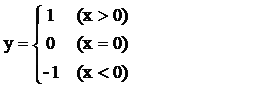 1 (x > 0)
y = { 0 (x = 0)
-1 (x < 0)